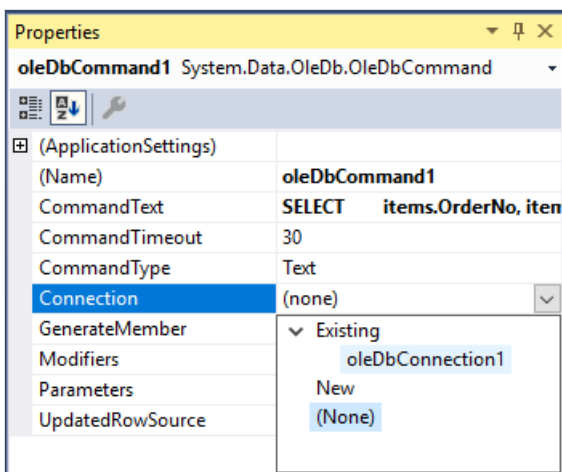 Properties
oleDbCommand1 System.Data.OleDb.OleDbCommand
(ApplicationSettings)
(Name) oleDbCommand1
CommandText SELECT items.OrderNo, iten
CommandTimeout 30
CommandType Text
Connection (none)
GenerateMember Existing
Modifiers oleDbConnection1
Parameters New
UpdatedRowSource (None)